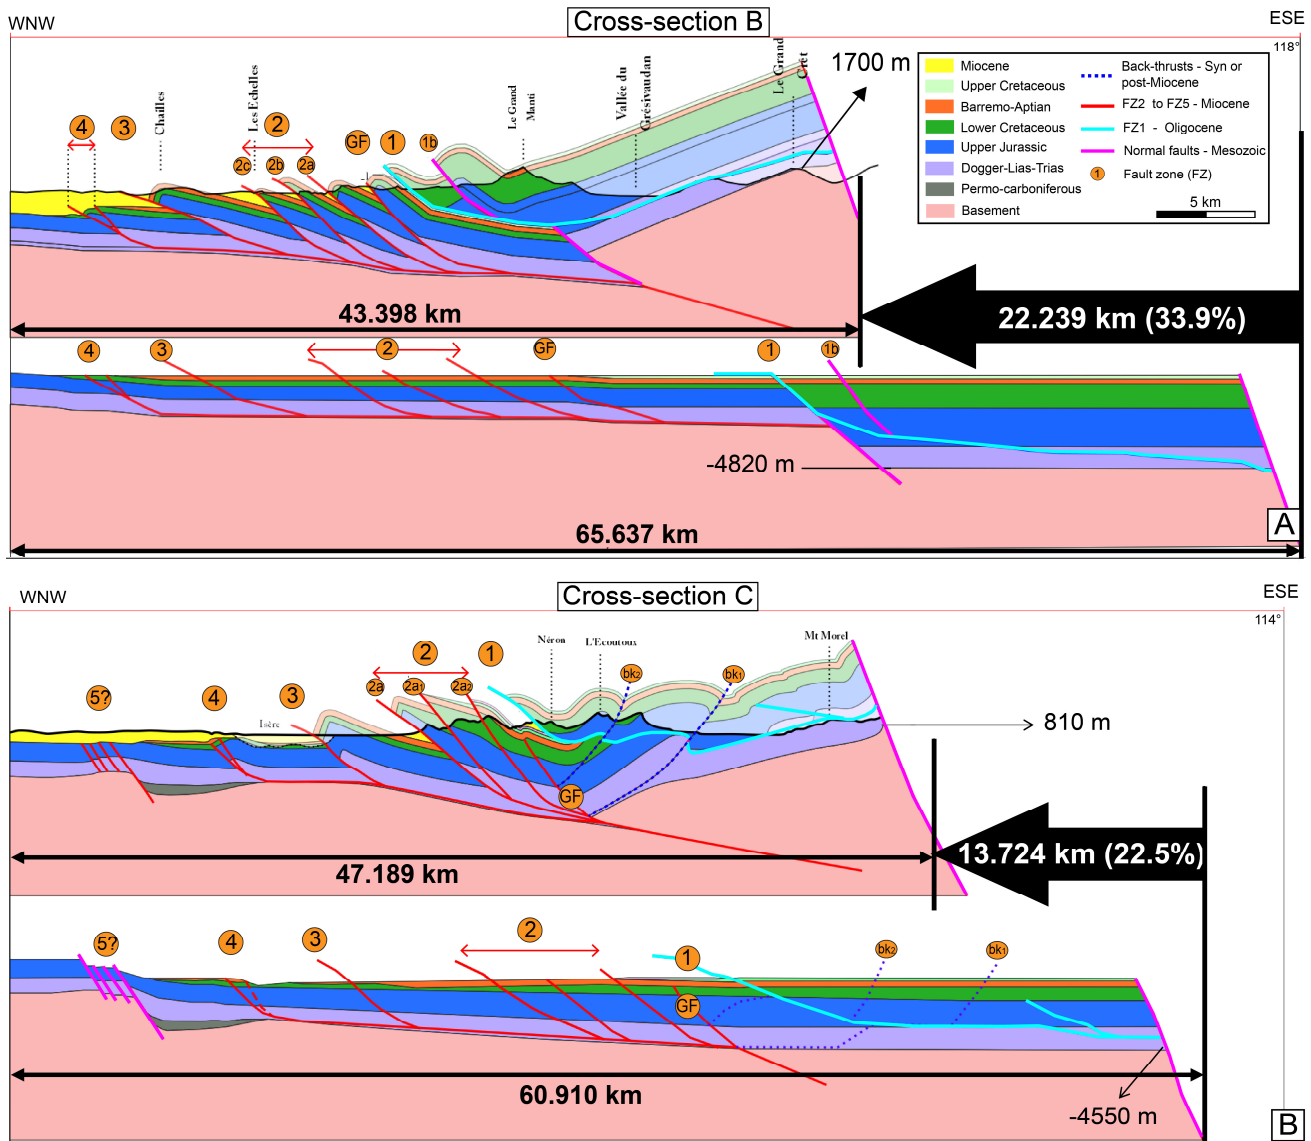 WNW
Cross-section B
ESE
118°
1700 m
Le Grand
Crêt
Vallée du
Grésivaudan
Le Grand
Manti
Les Echelles
Chailles
4
3
2
GF
1
1b
2c
2b
2a
Miocene
Upper Cretaceous
Barremo-Aptian
Lower Cretaceous
Upper Jurassic
Dogger-Lias-Trias
Permo-carboniferous
Basement
Back-thrusts - Syn or
post-Miocene
FZ2 to FZ5 - Miocene
FZ1 - Oligocene
Normal faults - Mesozoic
1 Fault zone (FZ)
5 km
43.398 km
22.239 km (33.9%)
4
3
2
GF
1
1b
-4820 m
65.637 km
A
WNW
Cross-section C
ESE
114°
Néron
L'Ecoutoux
Mt Morel
Isère
5?
4
3
2
1
2a
2a1
2a2
bk2
bk1
GF
810 m
47.189 km
13.724 km (22.5%)
5?
4
3
2
1
GF
bk2
bk1
60.910 km
-4550 m
B